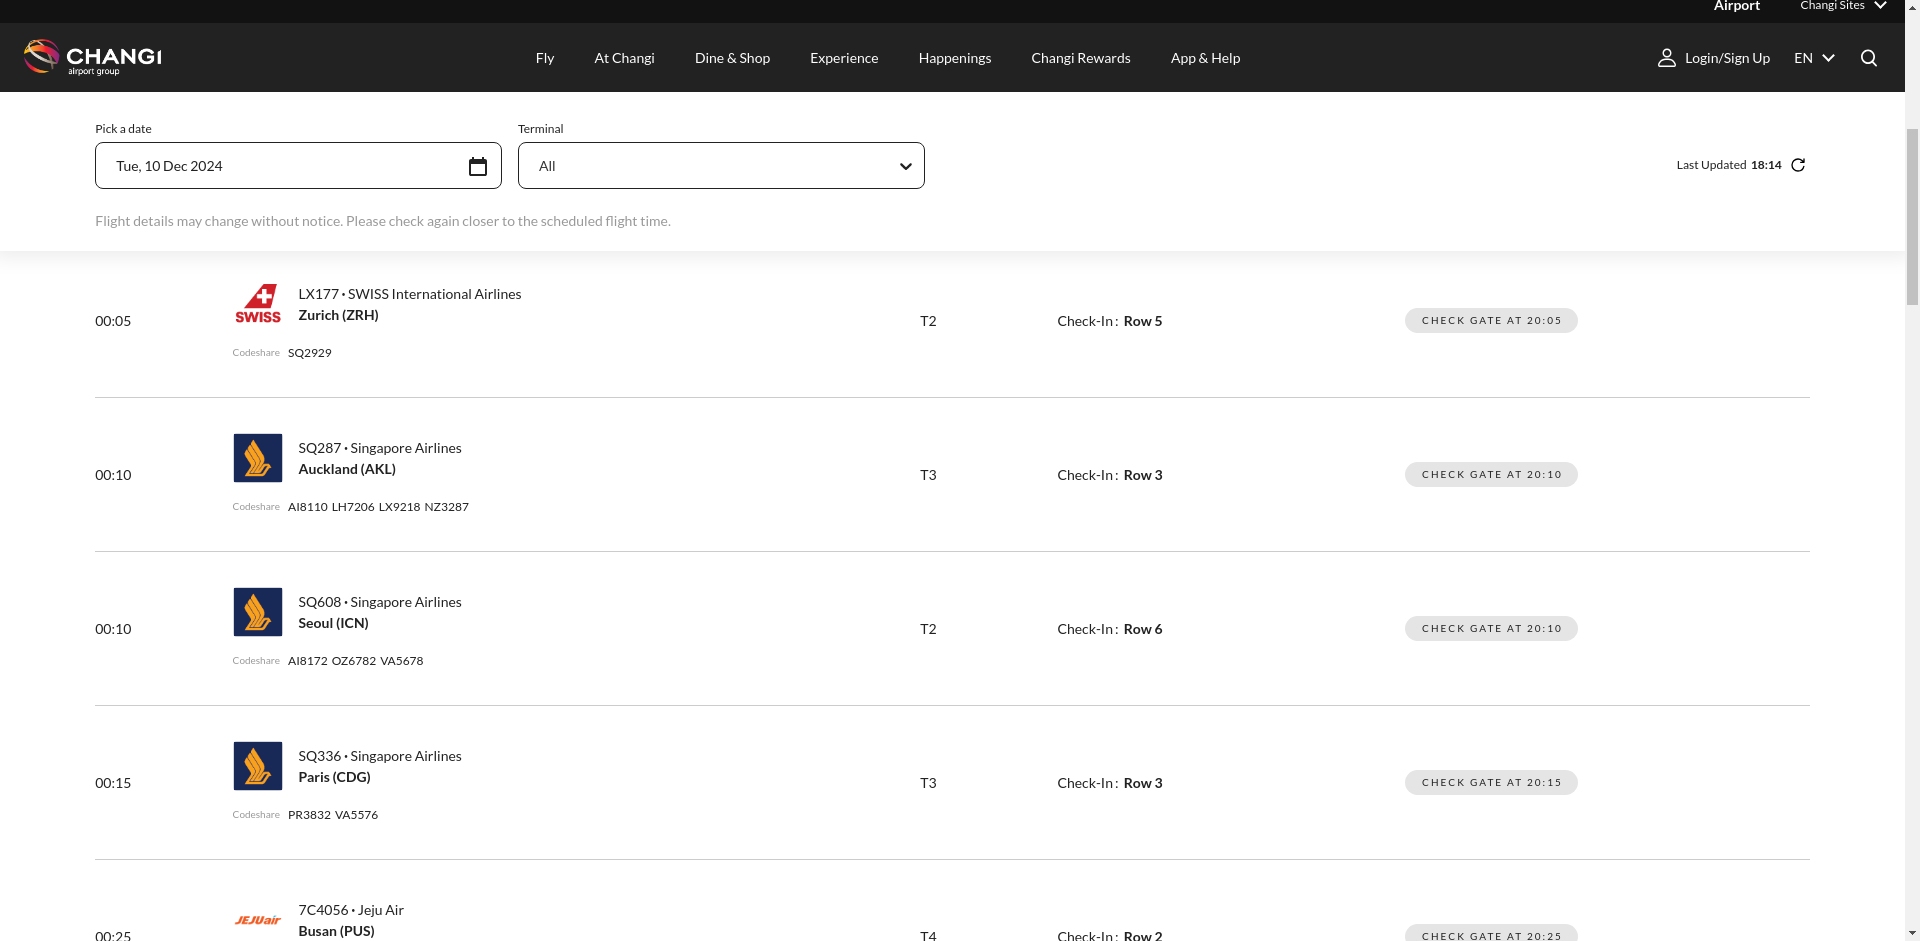 Airport Changi Sites
CHANGI
airport group
Fly At Changi Dine & Shop Experience Happenings Changi Rewards App & Help Login/Sign Up EN
Pick a date Terminal
Tue, 10 Dec 2024 All Last Updated 18:14
Flight details may change without notice. Please check again closer to the scheduled flight time.
SWISS
LX177 • SWISS International Airlines
Zurich (ZRH)
00:05 T2 Check-In : Row 5 CHECK GATE AT 20:05
Codeshare SQ2929
SQ287 • Singapore Airlines
Auckland (AKL)
00:10 T3 Check-In : Row 3 CHECK GATE AT 20:10
Codeshare AI8110 LH7206 LX9218 NZ3287
SQ608 • Singapore Airlines
Seoul (ICN)
00:10 T2 Check-In : Row 6 CHECK GATE AT 20:10
Codeshare AI8172 OZ6782 VA5678
SQ336 • Singapore Airlines
Paris (CDG)
00:15 T3 Check-In : Row 3 CHECK GATE AT 20:15
Codeshare PR3832 VA5576
JEJUair
7C4056 • Jeju Air
Busan (PUS)
00:25 T4 Check-In : Row 2 CHECK GATE AT 20:25